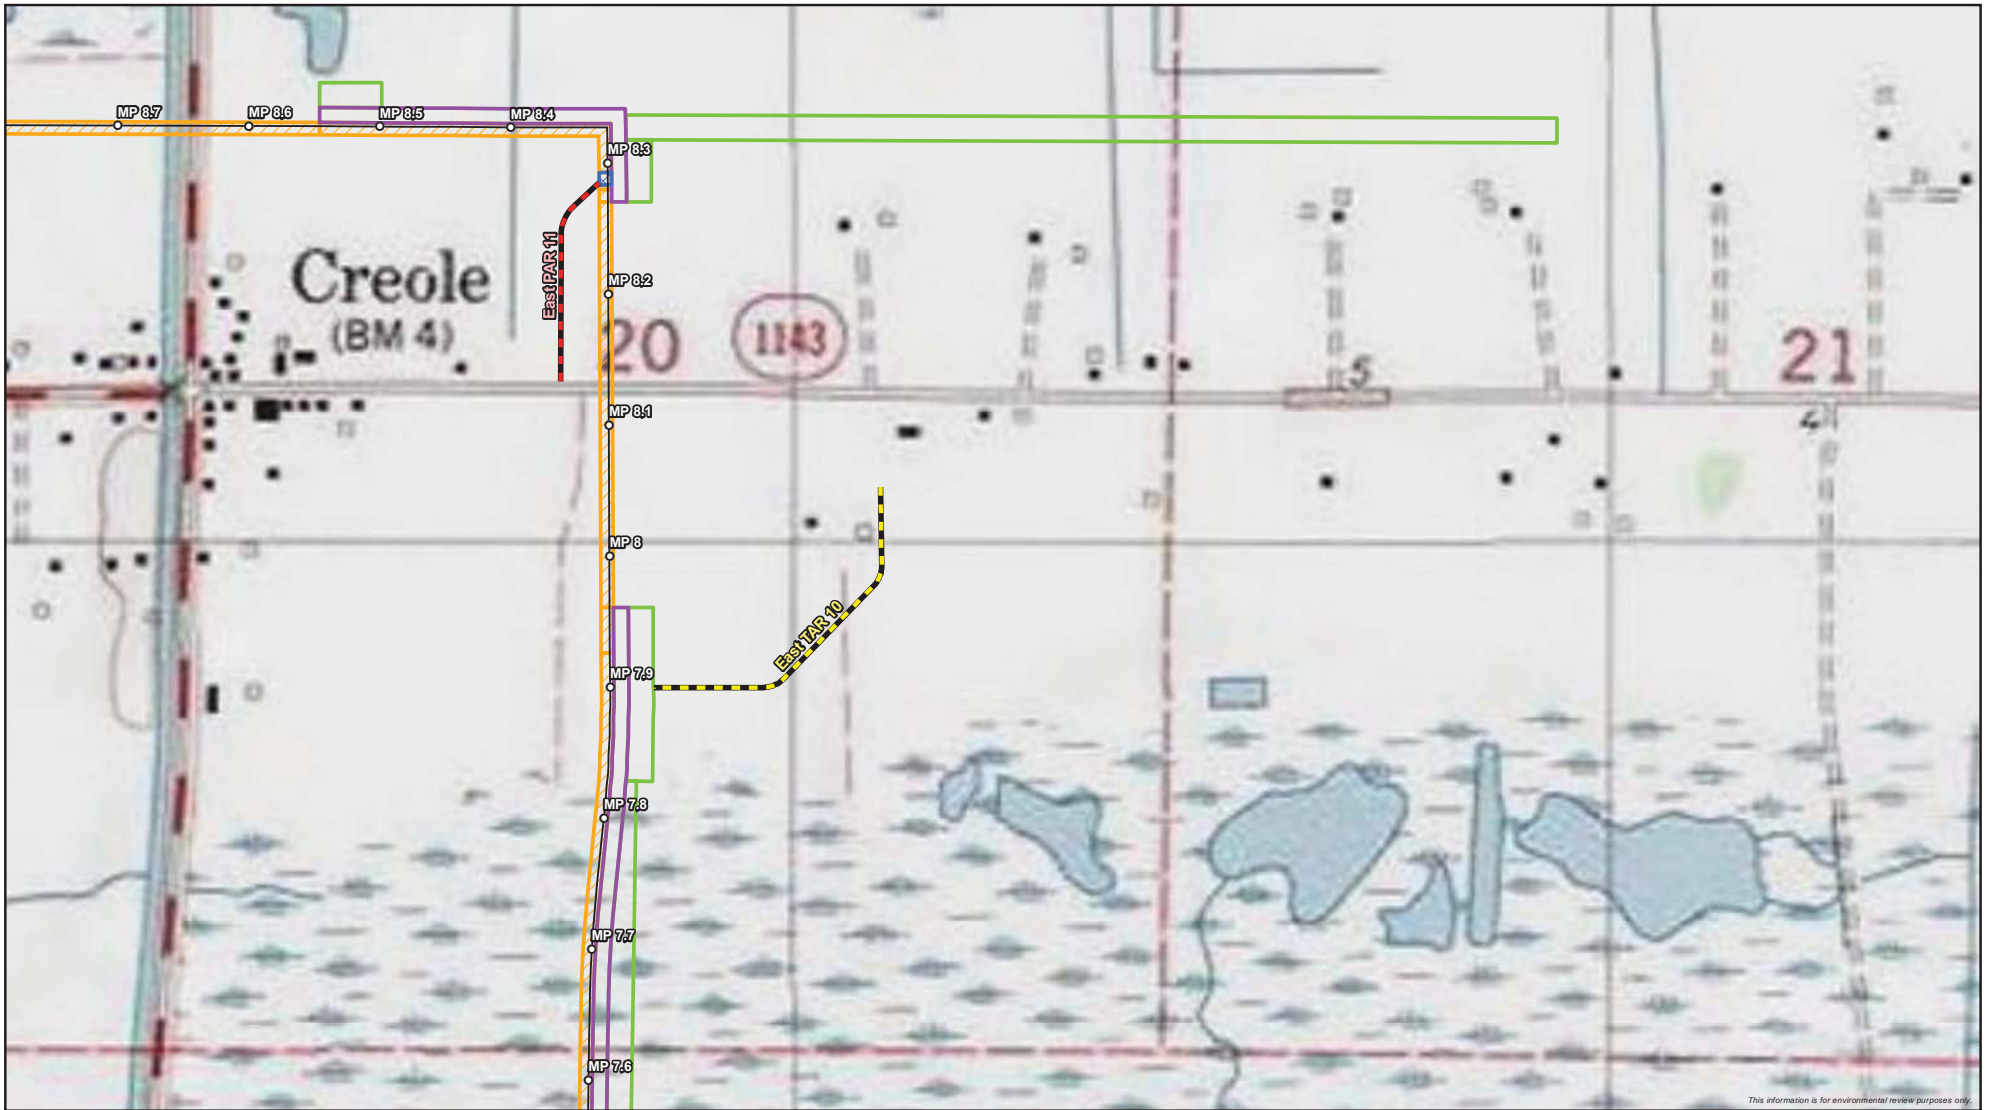 MP 8.7
MP 8.6
MP 8.5
MP 8.4
MP 8.3
East PAR 11
Creole
(BM 4)
MP 8.2
20
1143
5
21
MP 8.1
4
MP 8
East TAR 10
MP 7.9
MP 7.8
MP 7.7
MP 7.6
This information is for environmental review purposes only.